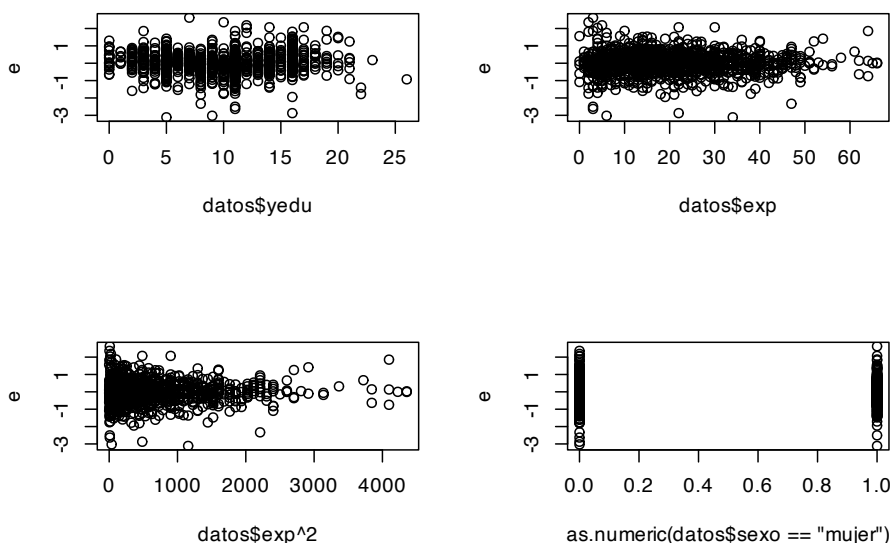 e
1
-1
-3
0 5 10 15 20 25
datos$yedu
e
1
-1
-3
0 10 20 30 40 50 60
datos$exp
e
1
-1
-3
0 1000 2000 3000 4000
datos$exp^2
e
1
-1
-3
0.0 0.2 0.4 0.6 0.8 1.0
as.numeric(datos$sexo == "mujer")